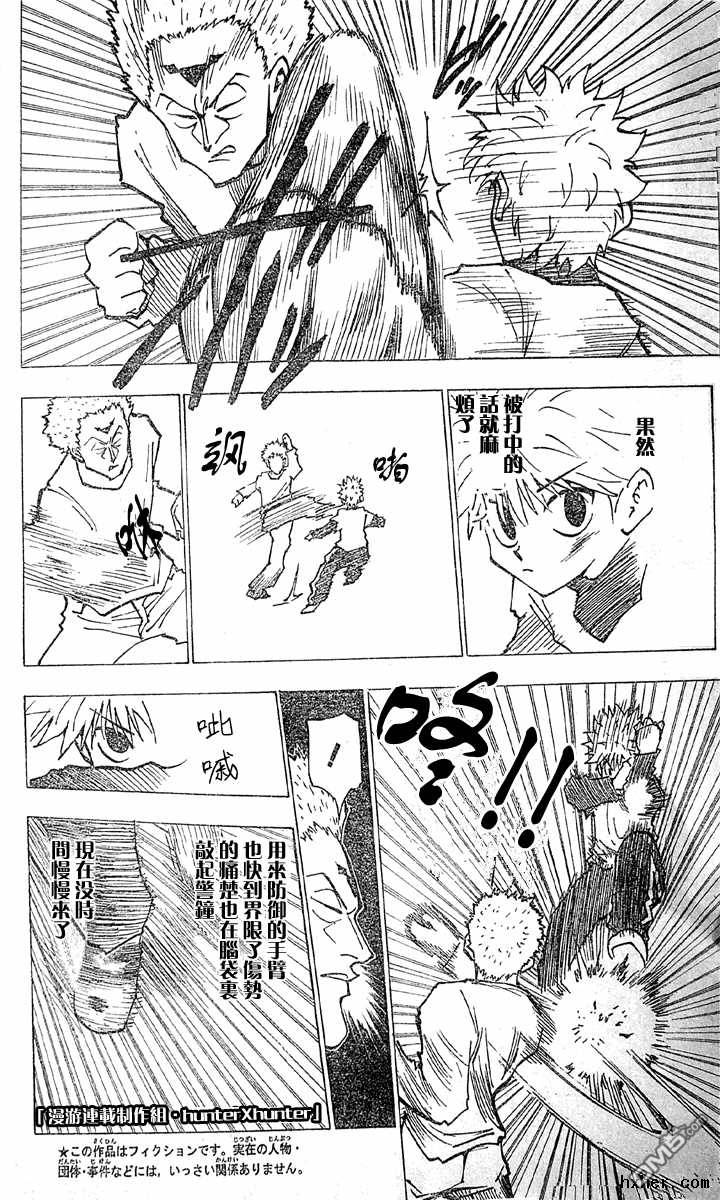 果然
被打中的
話就麻
煩了
啪
颯
咻
咚!!
呲
嘁
用來防御的手臂
也快到界限了傷勢
的痛楚也在腦袋裏
敲起警鐘
現在没時
間慢慢来了
「漫游連載制作組·hunterXhunter」
★この作品はフィクションです。実在の人物・
団体・事件などには、いっさい関係ありません。
hxher.com